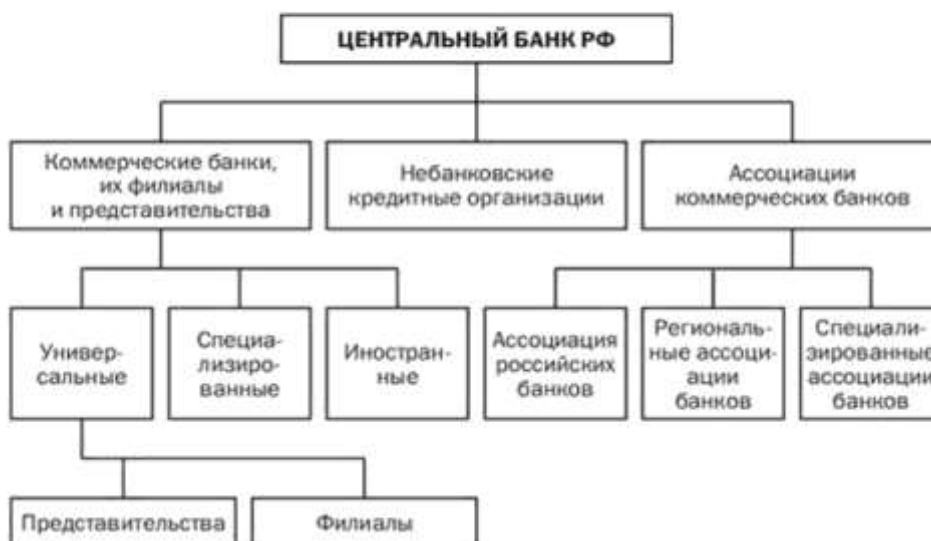 ЦЕНТРАЛЬНЫЙ БАНК РФ
Коммерческие банки,
их филиалы
и представительства
Небанковские
кредитные организации
Ассоциации
коммерческих банков
Универ-
сальные
Специа-
лизиро-
ванные
Иностран-
ные
Ассоциация
российских
банков
Региональ-
ные ассоци-
ации
банков
Специали-
зированные
ассоциации
банков
Представительства
Филиалы